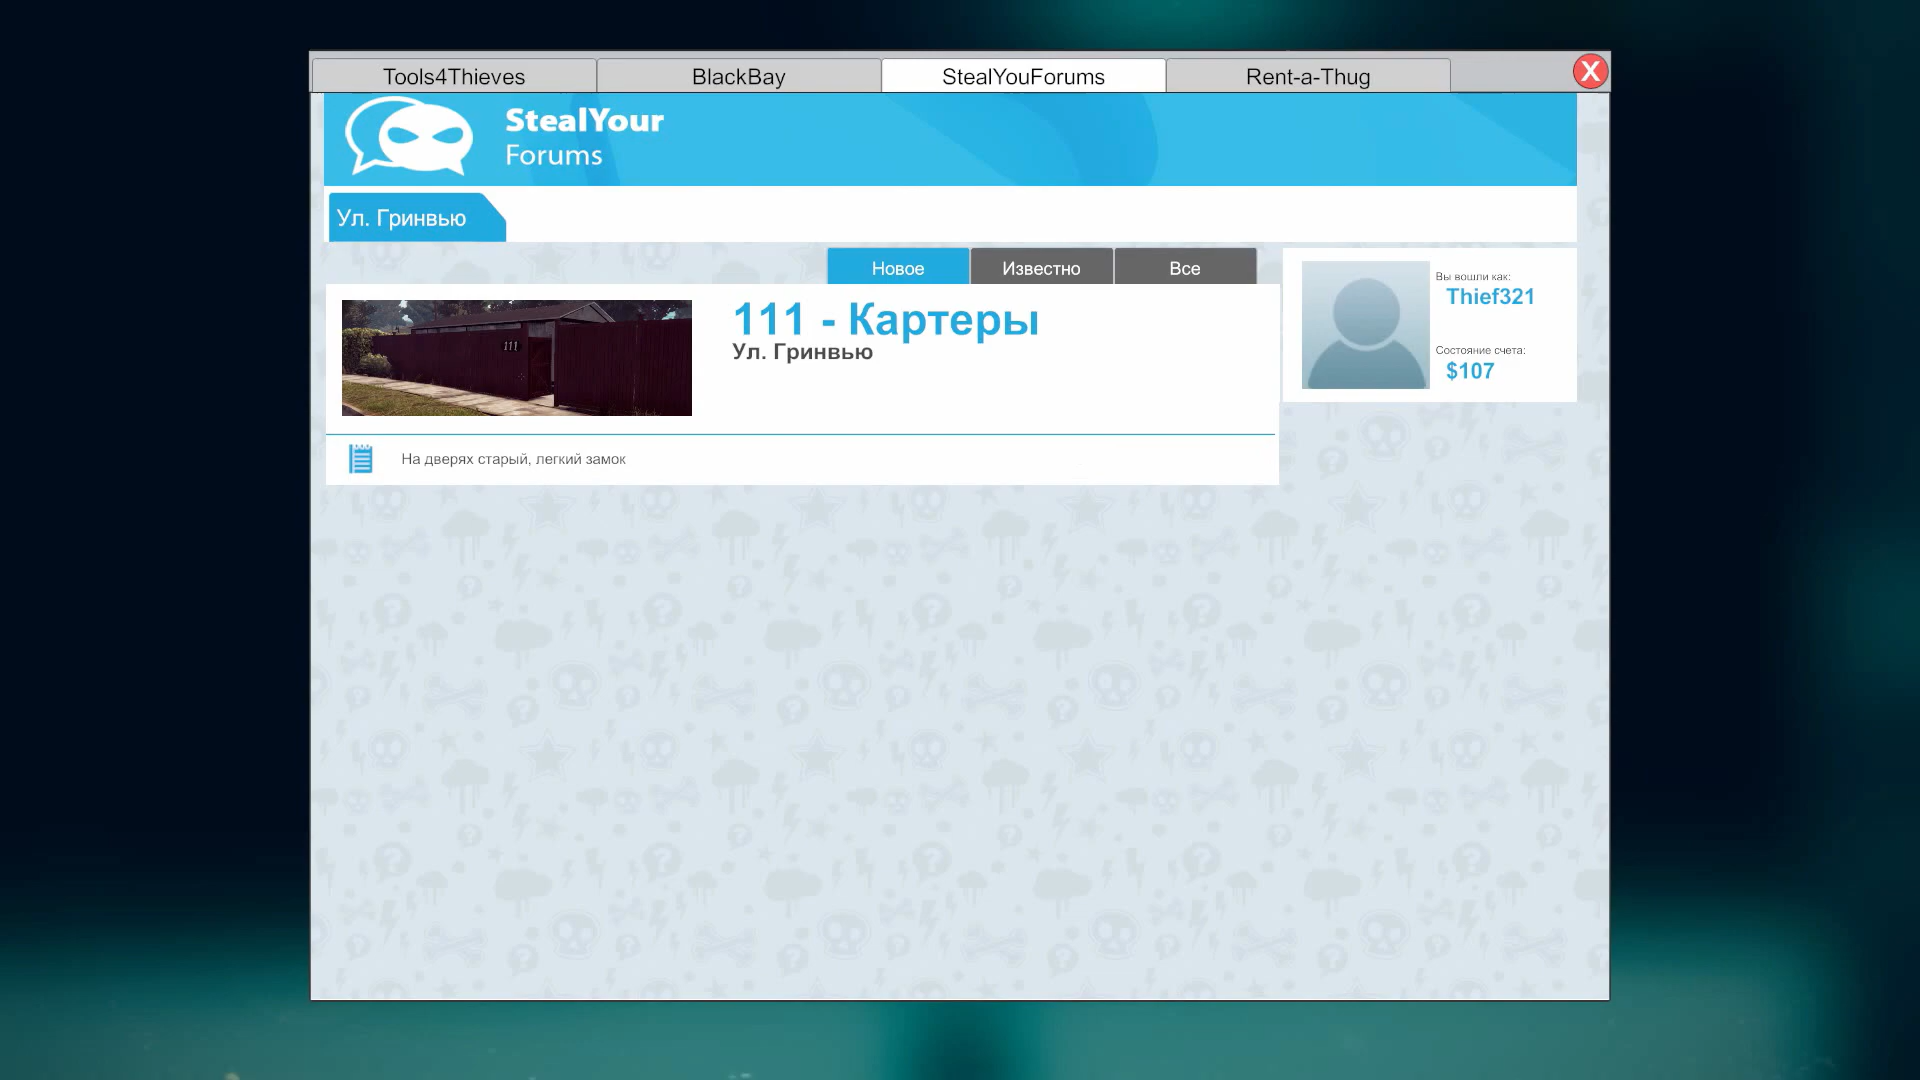 Tools4Thieves
BlackBay
StealYouForums
Rent-a-Thug
X
StealYour
Forums
Ул. Гринвью
Новое
Известно
Все
111
111 - Картеры
Ул. Гринвью
На дверях старый, легкий замок
Вы вошли как:
Thief321
Состояние счета:
$107